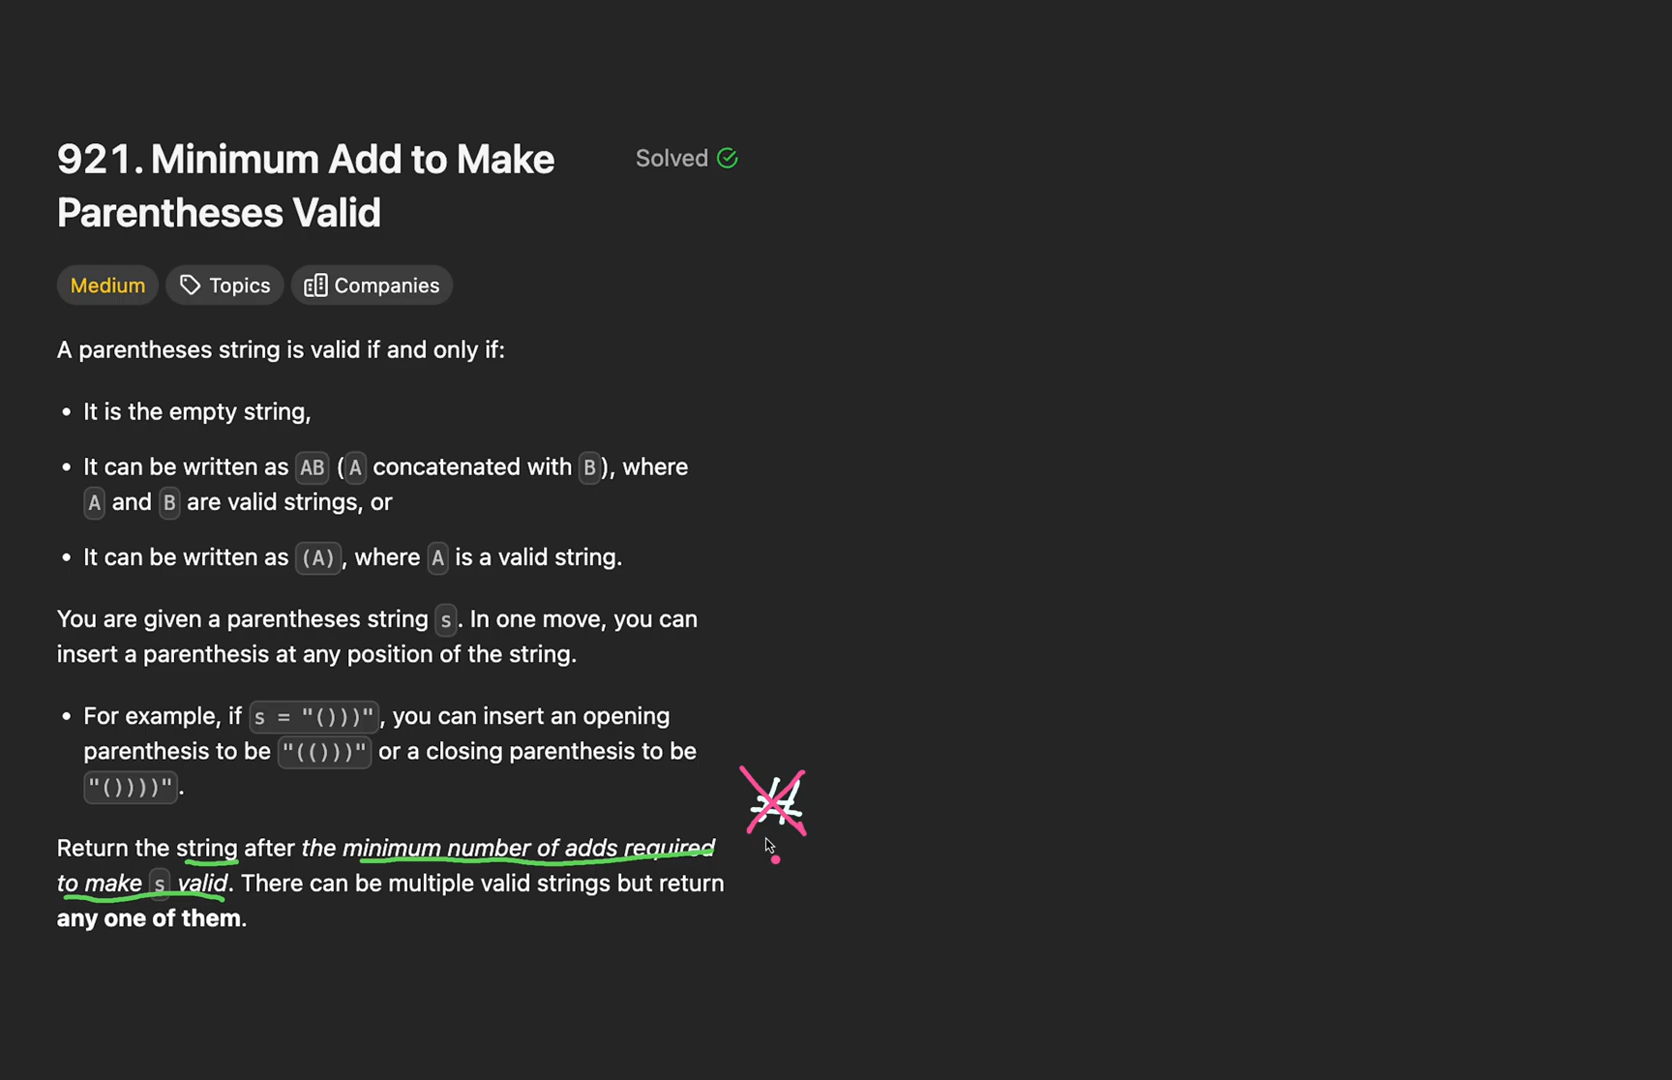 921. Minimum Add to Make
Parentheses Valid
Solved
Medium
Topics
Companies
A parentheses string is valid if and only if:
• It is the empty string,
• It can be written as AB (A concatenated with B), where
A and B are valid strings, or
• It can be written as (A), where A is a valid string.
You are given a parentheses string s. In one move, you can
insert a parenthesis at any position of the string.
• For example, if s = "()))", you can insert an opening
parenthesis to be "(()))" or a closing parenthesis to be
"())))".
#
Return the string after the minimum number of adds required
to make s valid. There can be multiple valid strings but return
any one of them.